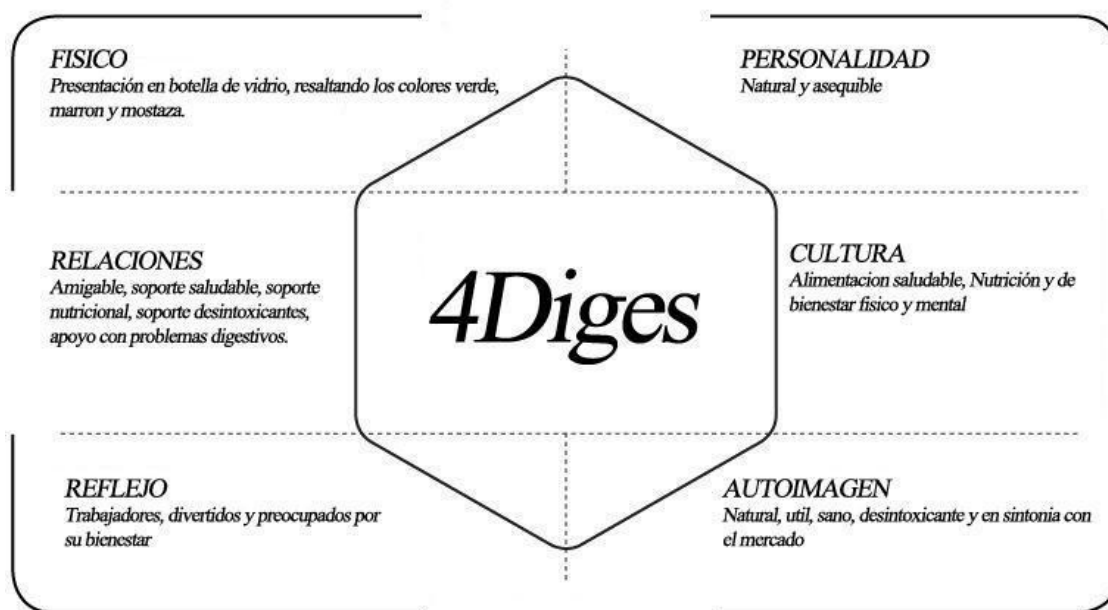 FISICO
Presentación en botella de vidrio, resaltando los colores verde,
marron y mostaza.
PERSONALIDAD
Natural y asequible
RELACIONES
Amigable, soporte saludable, soporte
nutricional, soporte desintoxicantes,
apoyo con problemas digestivos.
4Diges
CULTURA
Alimentacion saludable, Nutrición y de
bienestar fisico y mental
REFLEJO
Trabajadores, divertidos y preocupados por
su bienestar
AUTOIMAGEN
Natural, util, sano, desintoxicante y en sintonia con
el mercado